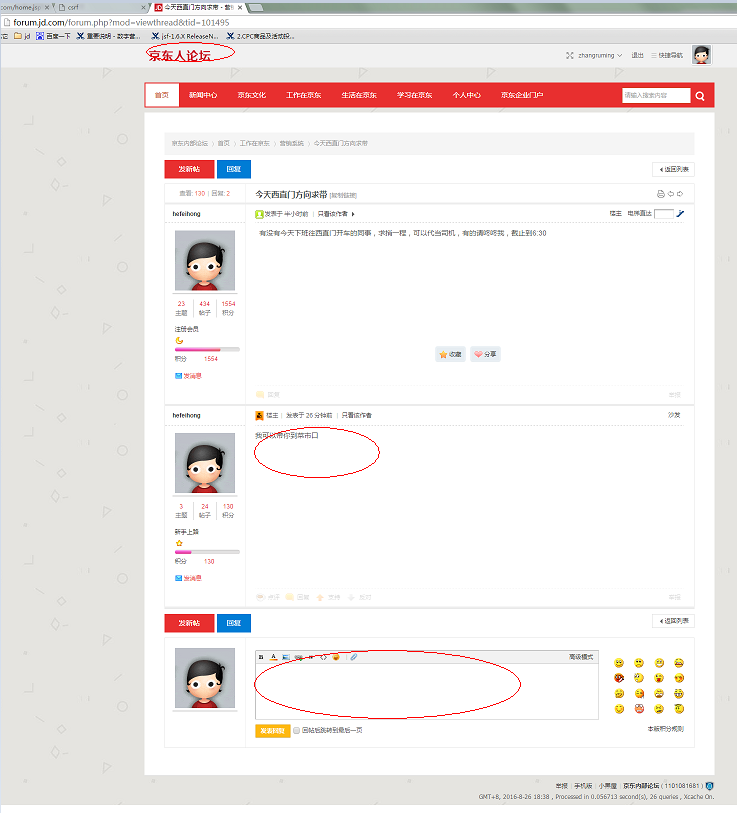 com/home.jsp
csrf
今天西直门方向求带 - 营销
forum.jd.com/forum.php?mod=viewthread&tid=101495
jd
百度一下
重要说明 - 数字营...
jsf-1.6.X ReleaseN...
2.CPC商品及活动投...
京东人论坛
zhangruming
退出
快捷导航
首页
新闻中心
京东文化
工作在京东
生活在京东
学习在京东
个人中心
京东企业门户
请输入搜索内容
京东内部论坛 首页 工作在京东 营销系统 今天西直门方向求带
发新帖
回复
返回列表
查看: 130 | 回复: 2
今天西直门方向求带 [复制链接]
hefeihong
发表于 半小时前 | 只看该作者
楼主 电梯直达
有没有今天下班往西直门开车的同事，求捎一程，可以代当司机，有的请咚咚我，截止到6:30
23 434 1554
主题 帖子 积分
注册会员
积分 1554
发消息
收藏
分享
回复
举报
hefeihong
楼主 | 发表于 26 分钟前 | 只看该作者
沙发
我可以带你到菜市口
3 24 130
主题 帖子 积分
新手上路
积分 130
发消息
点评 回复 支持 反对
举报
发新帖
回复
返回列表
B A
高级模式
发表回复
回帖后跳转到最后一页
本版积分规则
举报 | 手机版 | 小黑屋 | 京东内部论坛 ( 1101081681 )
GMT+8, 2016-8-26 18:38 , Processed in 0.056713 second(s), 26 queries , Xcache On.